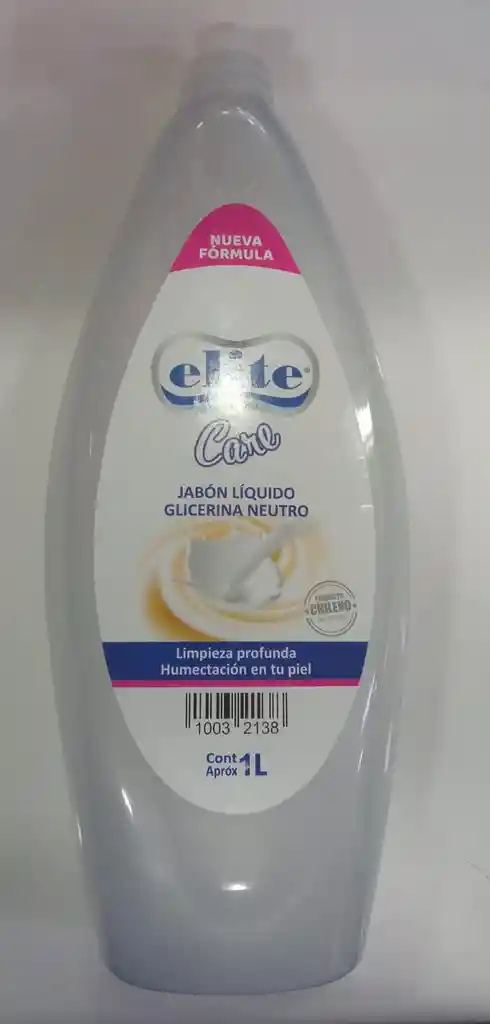 NUEVA
FÓRMULA
elite
Care
JABÓN LÍQUIDO
GLICERINA NEUTRO
CHILENO
Limpieza profunda
Humectación en tu piel
1003 2138
Cont
Apróx 1L